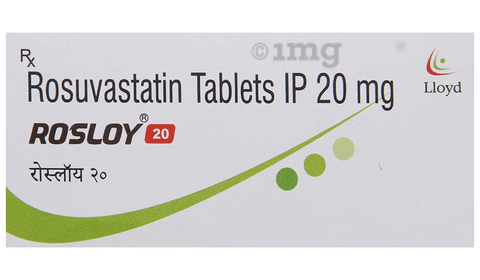 ©1mg
Rx
Rosuvastatin Tablets IP 20 mg
Lloyd
ROSLOY® 20
रोस्लॉय २०